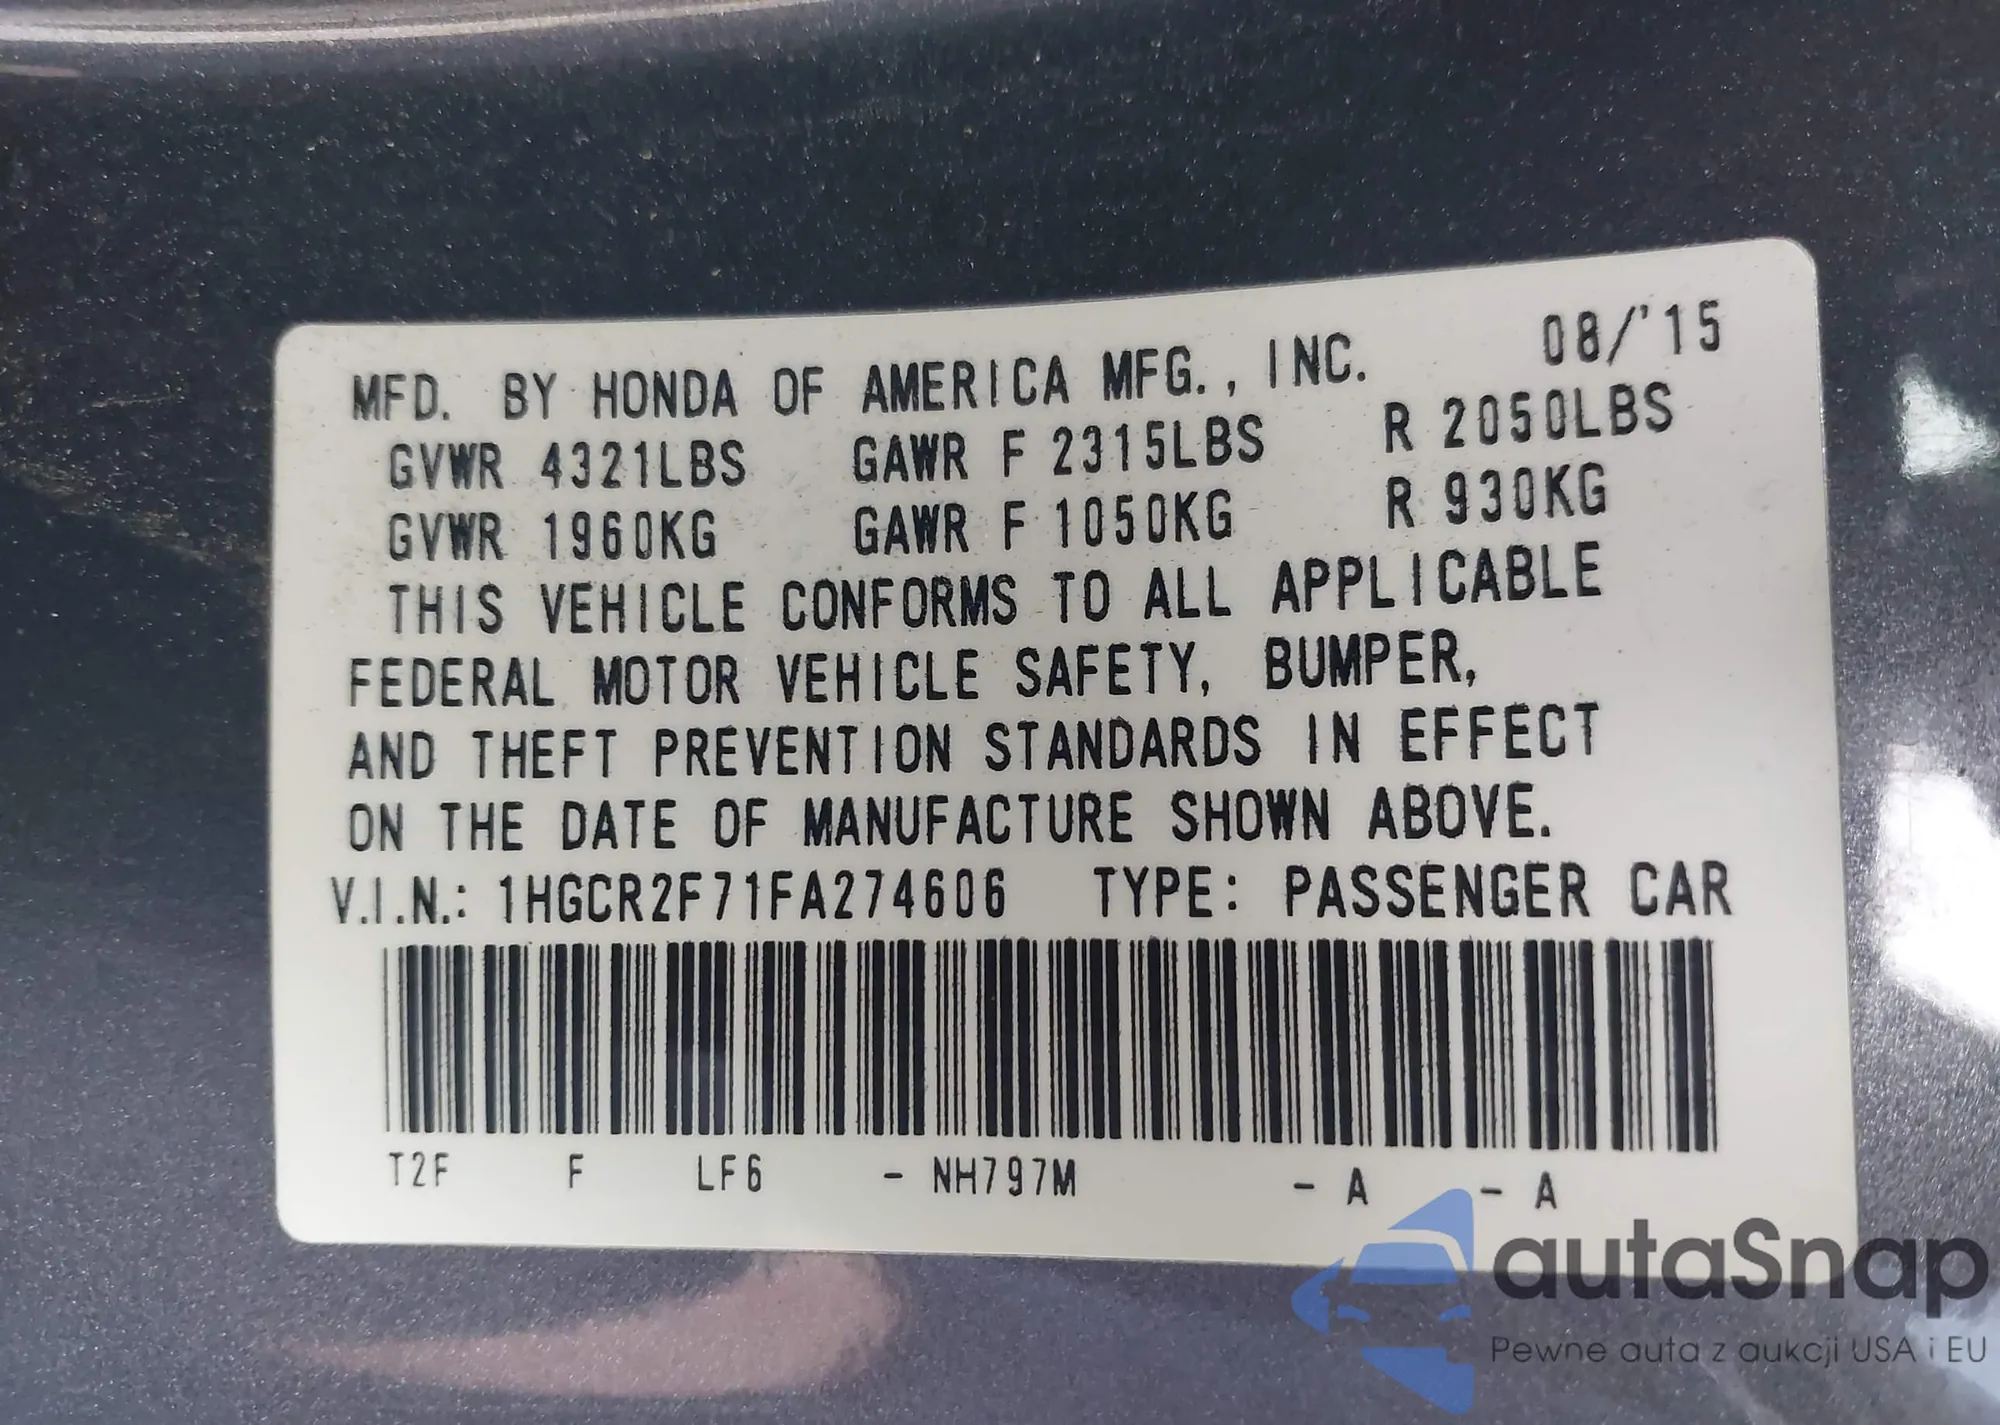 MFD. BY HONDA OF AMERICA MFG., INC. 08/'15
GVWR 4321LBS GAWR F 2315LBS R 2050LBS
GVWR 1960KG GAWR F 1050KG R 930KG
THIS VEHICLE CONFORMS TO ALL APPLICABLE
FEDERAL MOTOR VEHICLE SAFETY, BUMPER,
AND THEFT PREVENTION STANDARDS IN EFFECT
ON THE DATE OF MANUFACTURE SHOWN ABOVE.
V.I.N.: 1HGCR2F71FA274606 TYPE: PASSENGER CAR
T2F F LF6 - NH797M - A - A
autaSnap
Pewne auta z aukcji USA i EU